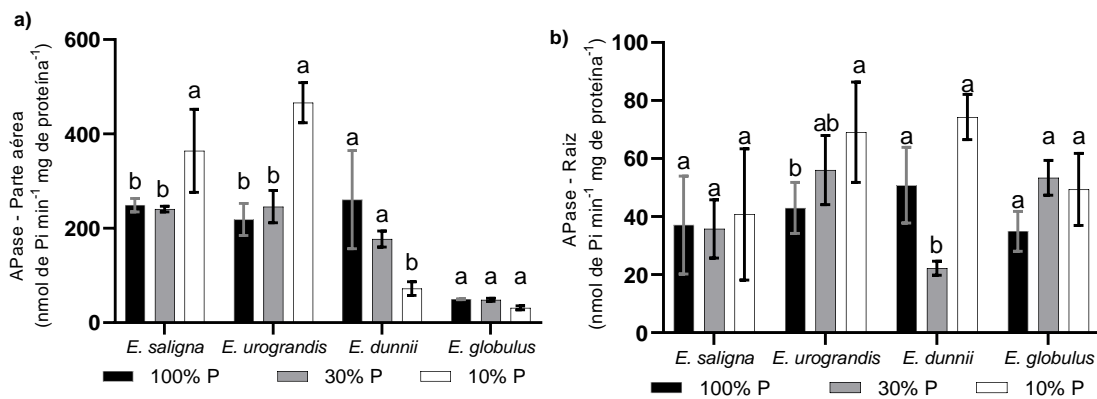 a)
APase - Parte aérea
(nmol de Pi min⁻¹ mg de proteína⁻¹)
600
400
200
0
b b a
b b a
a a b
a a a
E. saligna E. urograndis E. dunnii E. globulus
100% P 30% P 10% P
b)
APase - Raiz
(nmol de Pi min⁻¹ mg de proteína⁻¹)
100
80
60
40
20
0
a a a
b ab a
a b a
a a a
E. saligna E. urograndis E. dunnii E. globulus
100% P 30% P 10% P